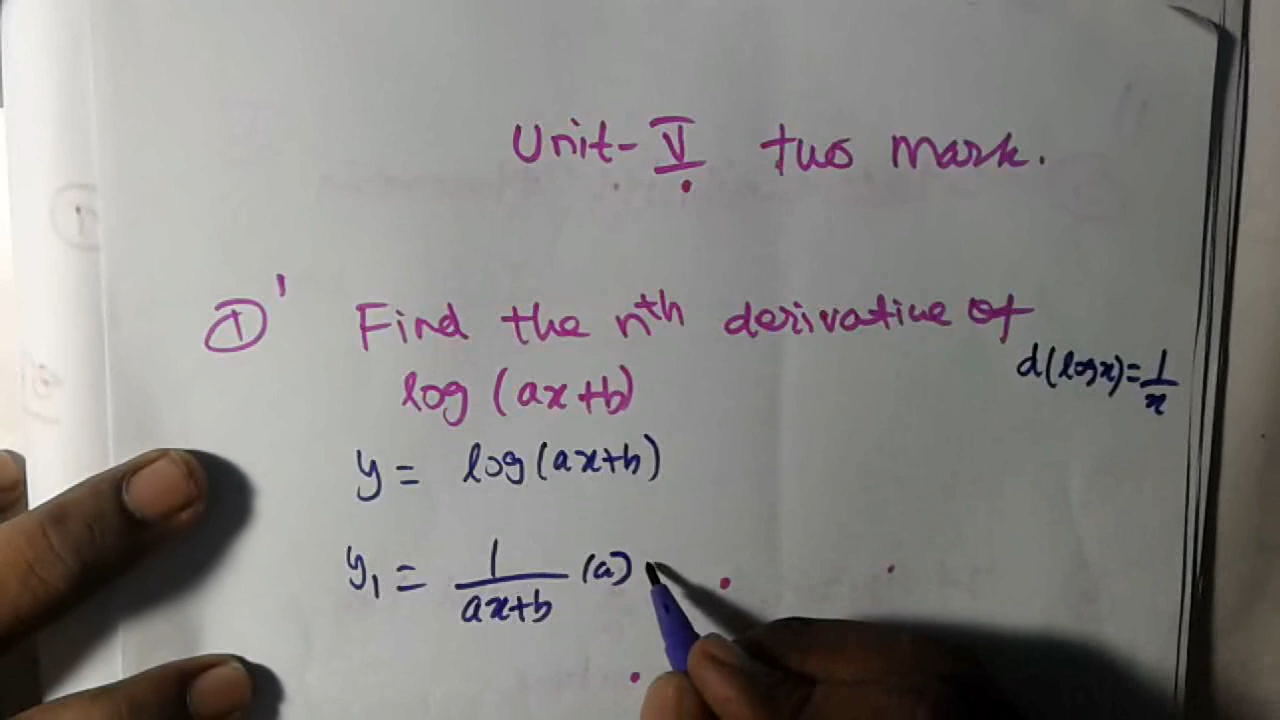 Unit-V two mark.
① Find the nth derivative of
log (ax+b)
d(logx)=1/x
y = log(ax+b)
y₁ = 1/(ax+b) (a)